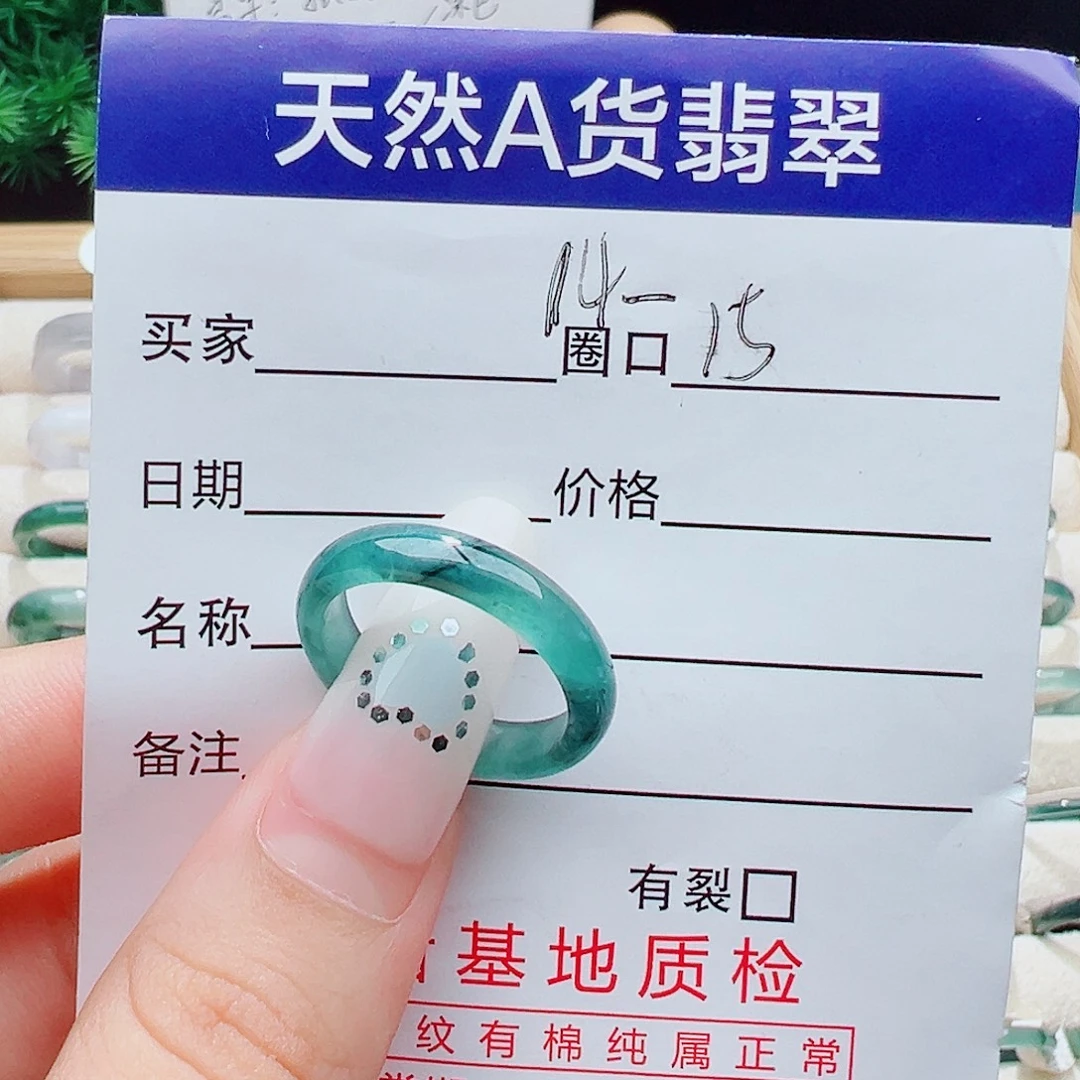 天然A货翡翠
买家 圈口 14-15
日期 价格
名称
备注
有裂□
基地质检
纹有棉纯属正常